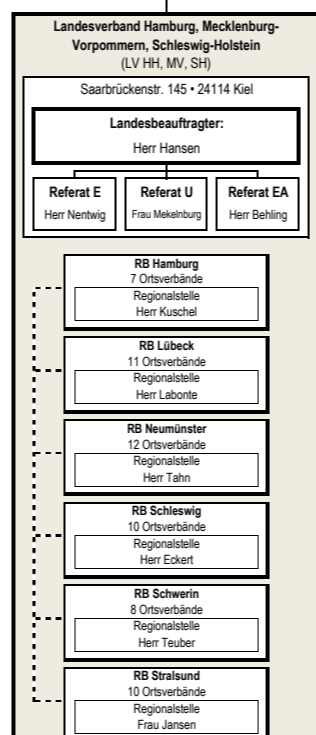 Landesverband Hamburg, Mecklenburg-
Vorpommern, Schleswig-Holstein
(LV HH, MV, SH)
Saarbrückenstr. 145 • 24114 Kiel
Landesbeauftragter:
Herr Hansen
Referat E
Herr Nentwig
Referat U
Frau Mekelnburg
Referat EA
Herr Behling
RB Hamburg
7 Ortsverbände
Regionalstelle
Herr Kuschel
RB Lübeck
11 Ortsverbände
Regionalstelle
Herr Labonte
RB Neumünster
12 Ortsverbände
Regionalstelle
Herr Tahn
RB Schleswig
10 Ortsverbände
Regionalstelle
Herr Eckert
RB Schwerin
8 Ortsverbände
Regionalstelle
Herr Teuber
RB Stralsund
10 Ortsverbände
Regionalstelle
Frau Jansen